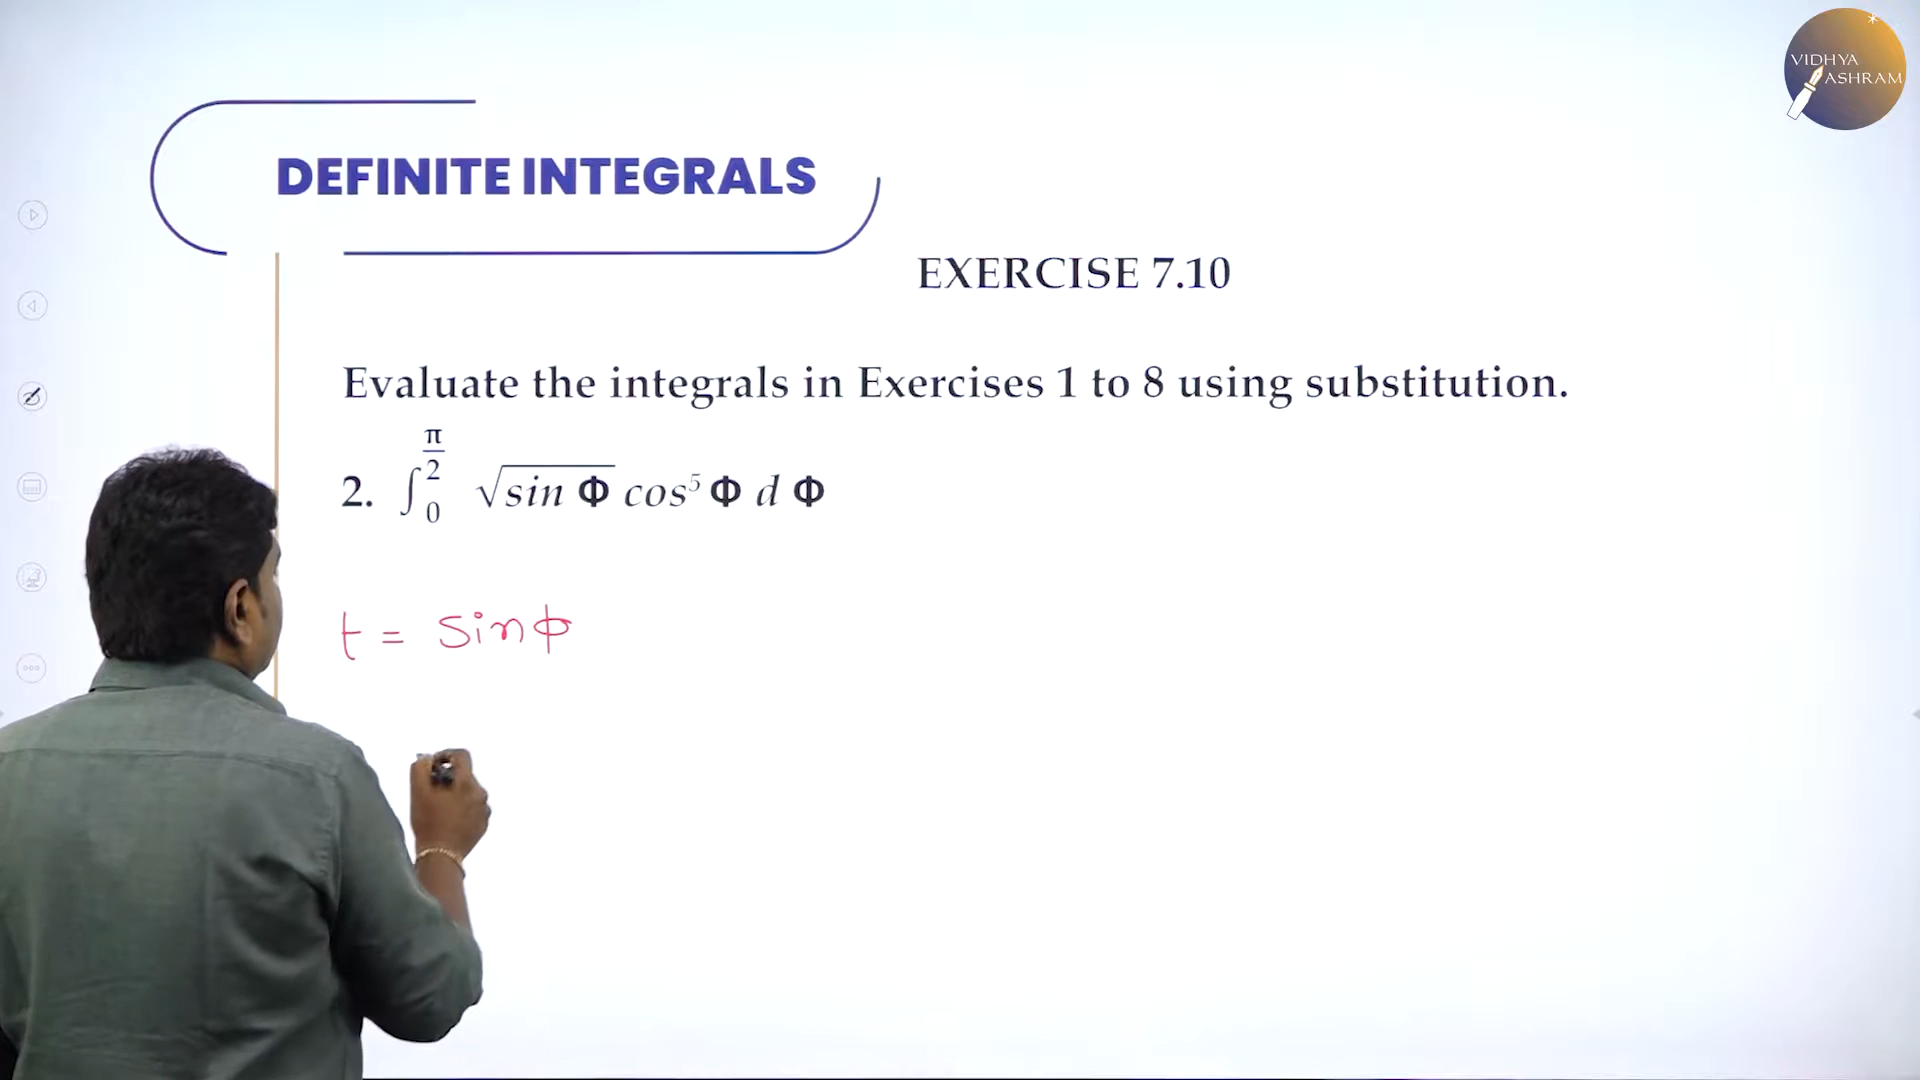 VIDHYA
ASHRAM
DEFINITE INTEGRALS
EXERCISE 7.10
Evaluate the integrals in Exercises 1 to 8 using substitution.
2. ∫₀^(π/2) √(sin Φ) cos⁵ Φ d Φ
t = sin ϕ